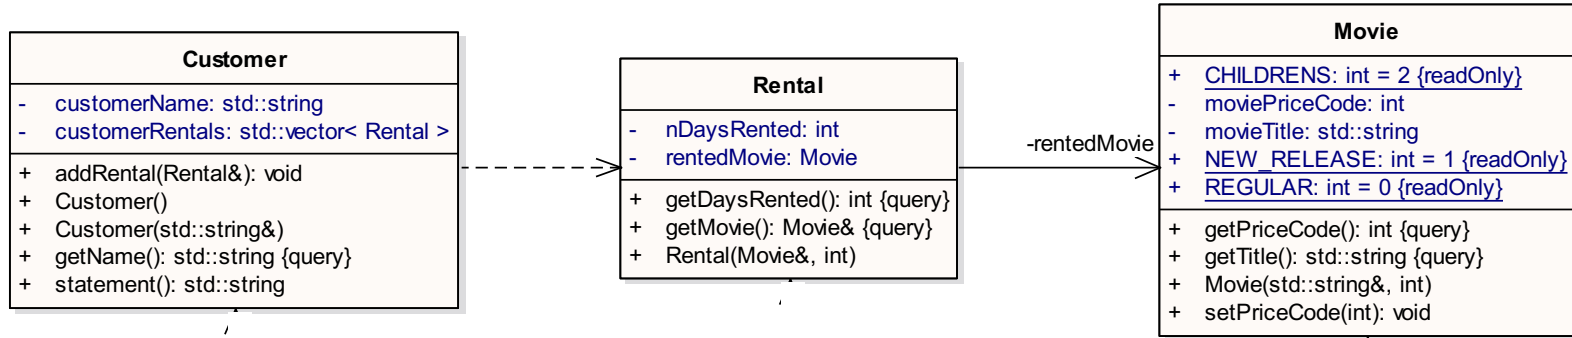 Customer
- customerName: std::string
- customerRentals: std::vector< Rental >
+ addRental(Rental&): void
+ Customer()
+ Customer(std::string&)
+ getName(): std::string {query}
+ statement(): std::string
Rental
- nDaysRented: int
- rentedMovie: Movie
+ getDaysRented(): int {query}
+ getMovie(): Movie& {query}
+ Rental(Movie&, int)
-rentedMovie
Movie
+ CHILDRENS: int = 2 {readOnly}
- moviePriceCode: int
- movieTitle: std::string
+ NEW_RELEASE: int = 1 {readOnly}
+ REGULAR: int = 0 {readOnly}
+ getPriceCode(): int {query}
+ getTitle(): std::string {query}
+ Movie(std::string&, int)
+ setPriceCode(int): void